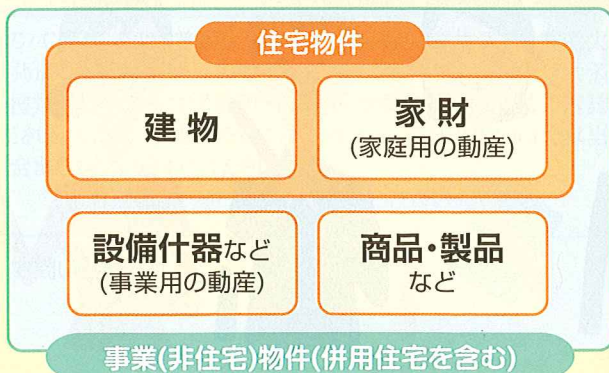 住宅物件
建物
家財
(家庭用の動産)
設備什器など
(事業用の動産)
商品・製品
など
事業(非住宅)物件(併用住宅を含む)